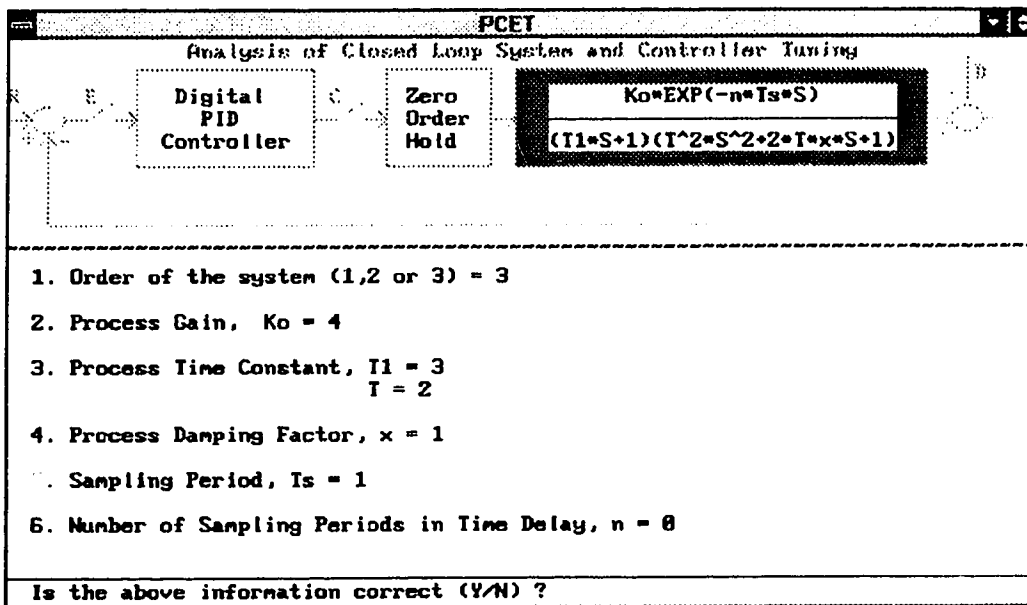 PCET
Analysis of Closed Loop System and Controller Tuning
R E Digital PID Controller C Zero Order Hold Ko*EXP(-n*Ts*S) D
(T1*S+1)(T^2*S^2+2*T*x*S+1)
1. Order of the system (1,2 or 3) = 3
2. Process Gain, Ko = 4
3. Process Time Constant, T1 = 3
T = 2
4. Process Damping Factor, x = 1
. Sampling Period, Ts = 1
6. Number of Sampling Periods in Time Delay, n = 0
Is the above information correct (Y/N) ?